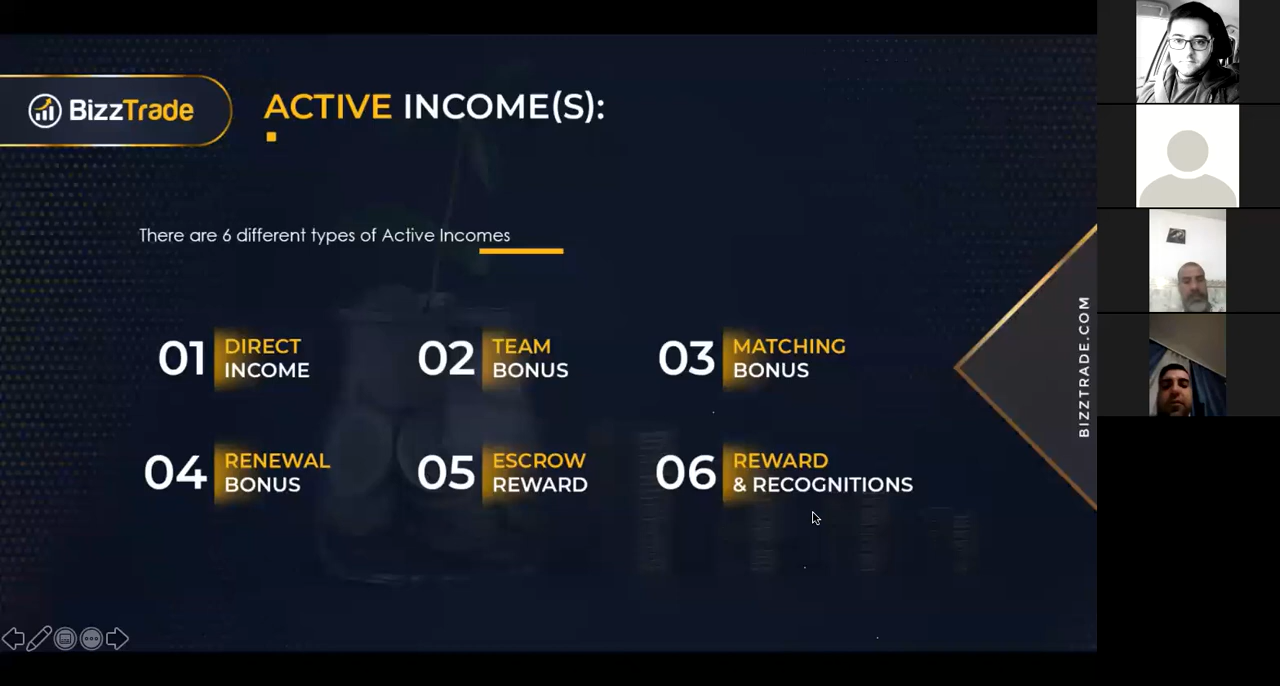 BizzTrade
ACTIVE INCOME(S):
There are 6 different types of Active Incomes
01 DIRECT INCOME
02 TEAM BONUS
03 MATCHING BONUS
04 RENEWAL BONUS
05 ESCROW REWARD
06 REWARD & RECOGNITIONS
BIZZTRADE.COM